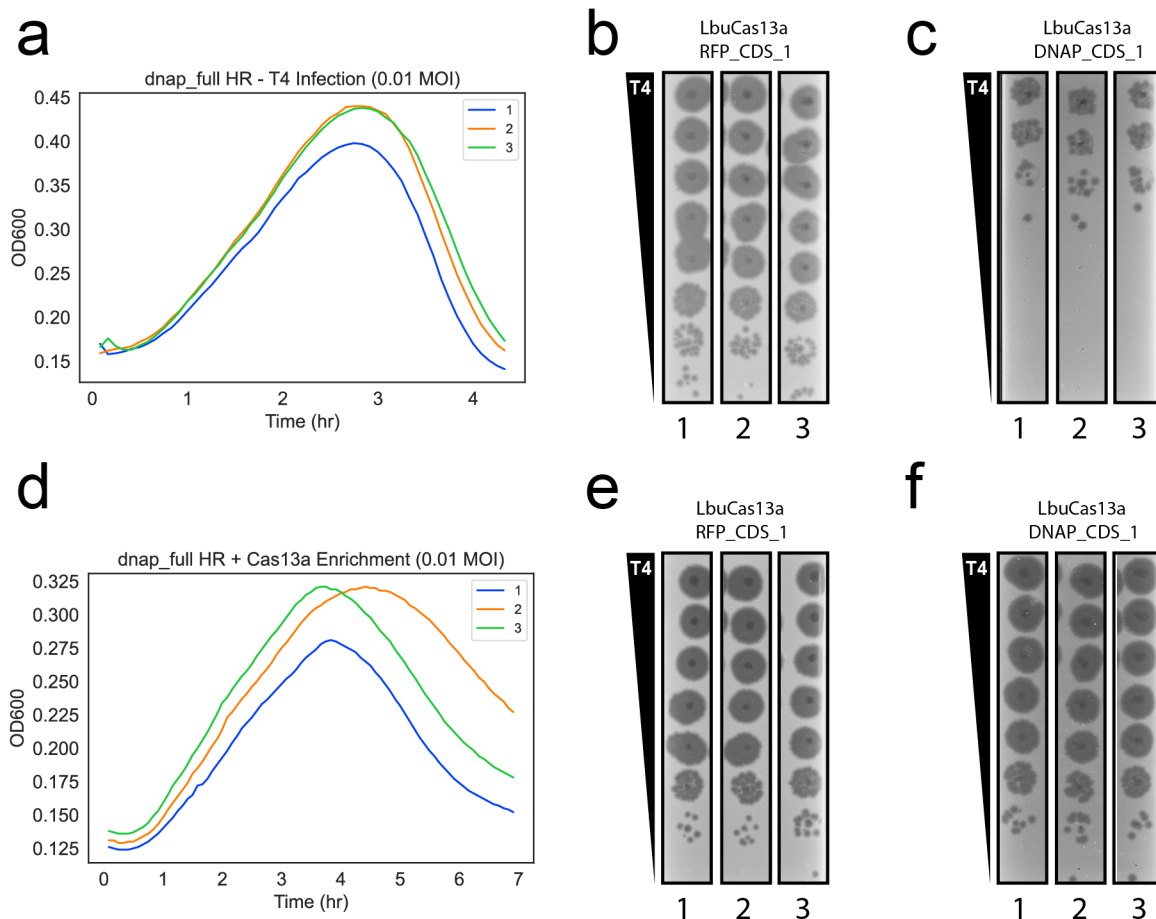 a
dnap_full HR - T4 Infection (0.01 MOI)
0.45
0.40
0.35
0.30
0.25
0.20
0.15
OD600
1
2
3
0 1 2 3 4
Time (hr)
b
LbuCas13a
RFP_CDS_1
T4
1 2 3
c
LbuCas13a
DNAP_CDS_1
T4
1 2 3
d
dnap_full HR + Cas13a Enrichment (0.01 MOI)
0.325
0.300
0.275
0.250
0.225
0.200
0.175
0.150
0.125
OD600
1
2
3
0 1 2 3 4 5 6 7
Time (hr)
e
LbuCas13a
RFP_CDS_1
T4
1 2 3
f
LbuCas13a
DNAP_CDS_1
T4
1 2 3